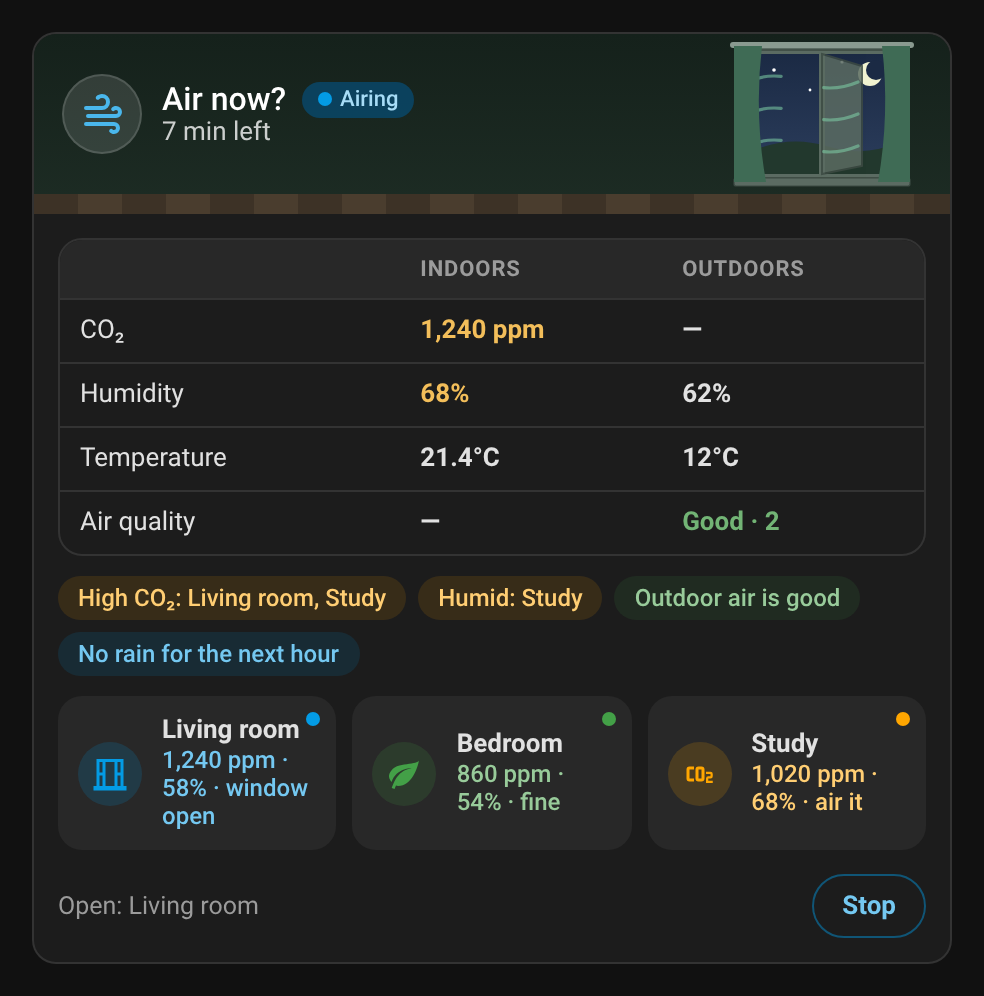 Air now?
Airing
7 min left
INDOORS OUTDOORS
CO₂ 1,240 ppm –
Humidity 68% 62%
Temperature 21.4°C 12°C
Air quality – Good · 2
High CO₂: Living room, Study
Humid: Study
Outdoor air is good
No rain for the next hour
Living room
1,240 ppm ·
58% · window
open
Bedroom
860 ppm ·
54% · fine
CO₂
Study
1,020 ppm ·
68% · air it
Open: Living room
Stop